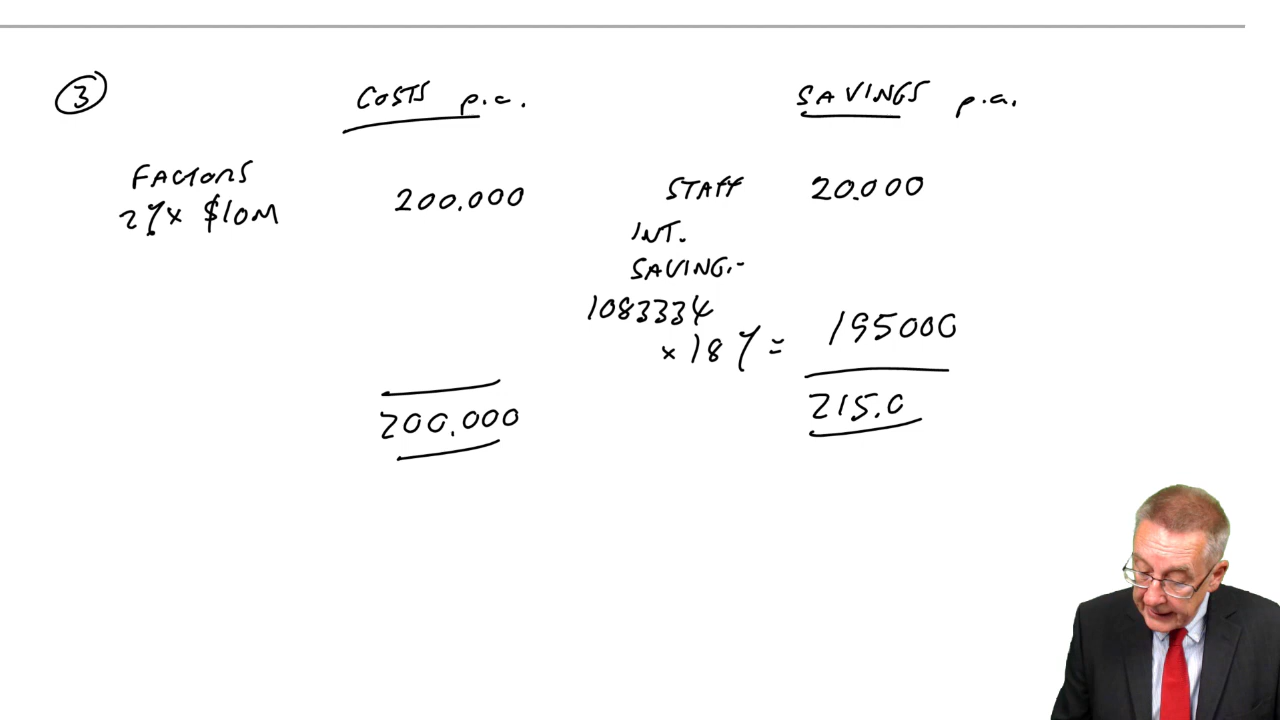 3
COSTS p.a.
SAVINGS p.a.
FACTORS
2% x $10M
200.000
STAFF
20.000
INT.
SAVING:-
1083334
x 18% =
195000
200.000
215.0